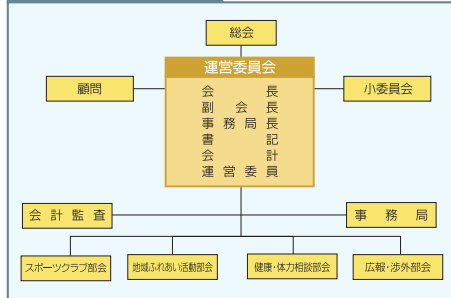 総会
運営委員会
顧問
会長
副会長
事務局長
書記
会計
運営委員
小委員会
会計監査
事務局
スポーツクラブ部会
地域ふれあい活動部会
健康・体力相談部会
広報・渉外部会